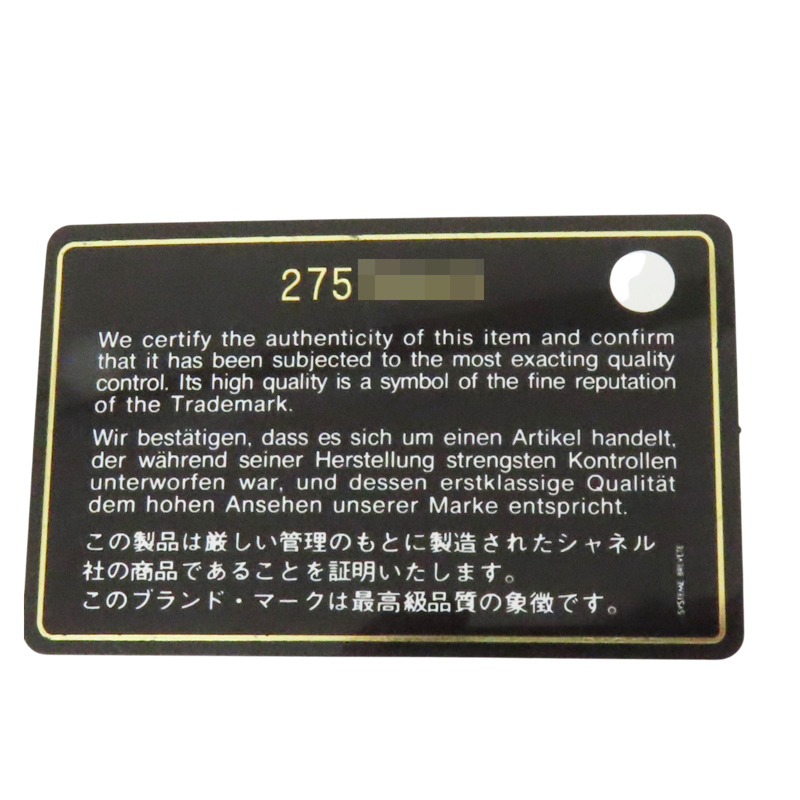 275
We certify the authenticity of this item and confirm
that it has been subjected to the most exacting quality
control. Its high quality is a symbol of the fine reputation
of the Trademark.
Wir bestätigen, dass es sich um einen Artikel handelt,
der während seiner Herstellung strengsten Kontrollen
unterworfen war, und dessen erstklassige Qualität
dem hohen Ansehen unserer Marke entspricht.
この製品は厳しい管理のもとに製造されたシャネル
社の商品であることを証明いたします。
このブランド・マークは最高級品質の象徴です。
SYSTEME BREVETE